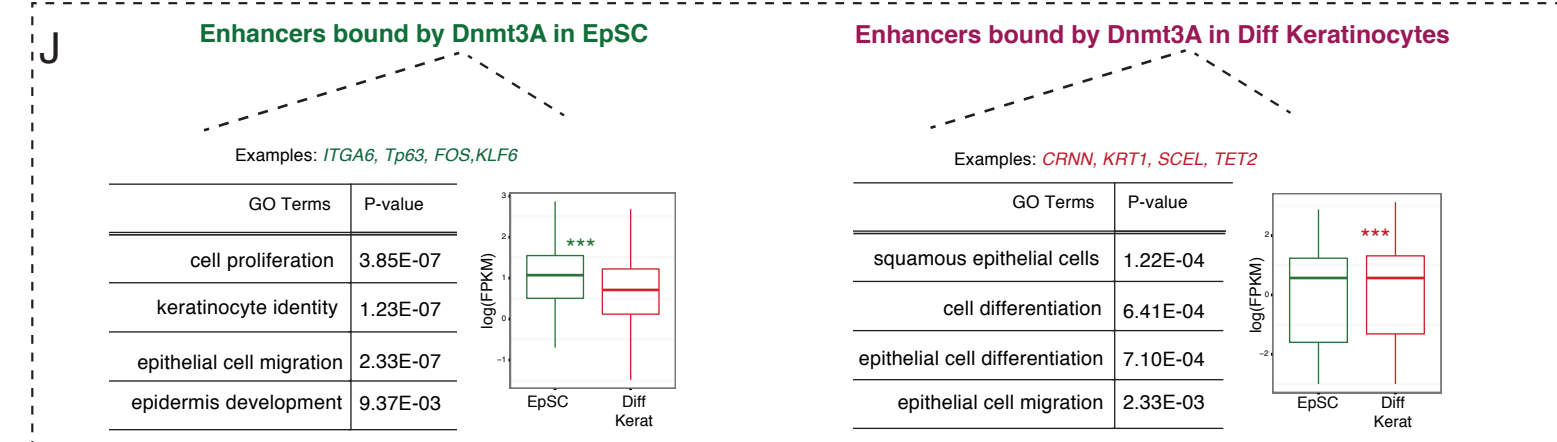 J
Enhancers bound by Dnmt3A in EpSC
Examples: ITGA6, Tp63, FOS,KLF6
GO Terms P-value
cell proliferation 3.85E-07
keratinocyte identity 1.23E-07
epithelial cell migration 2.33E-07
epidermis development 9.37E-03
log(FPKM)
3
2
1
0
−1
***
EpSC
Diff
Kerat
Enhancers bound by Dnmt3A in Diff Keratinocytes
Examples: CRNN, KRT1, SCEL, TET2
GO Terms P-value
squamous epithelial cells 1.22E-04
cell differentiation 6.41E-04
epithelial cell differentiation 7.10E-04
epithelial cell migration 2.33E-03
log(FPKM)
2
0
−2
***
EpSC
Diff
Kerat